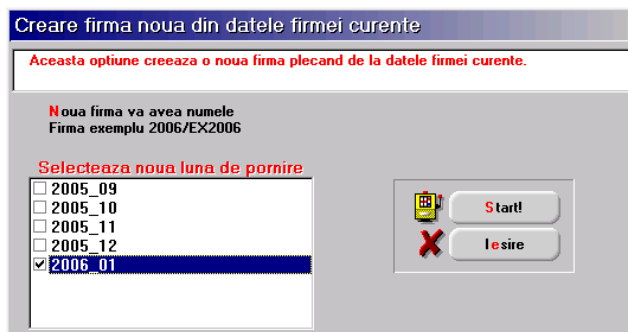 Creare firma noua din datele firmei curente
Aceasta optiune creeaza o noua firma plecand de la datele firmei curente.
Noua firma va avea numele
Firma exemplu 2006/EX2006
Selecteaza noua luna de pornire
2005_09
2005_10
2005_11
2005_12
2006_01
Start!
Iesire